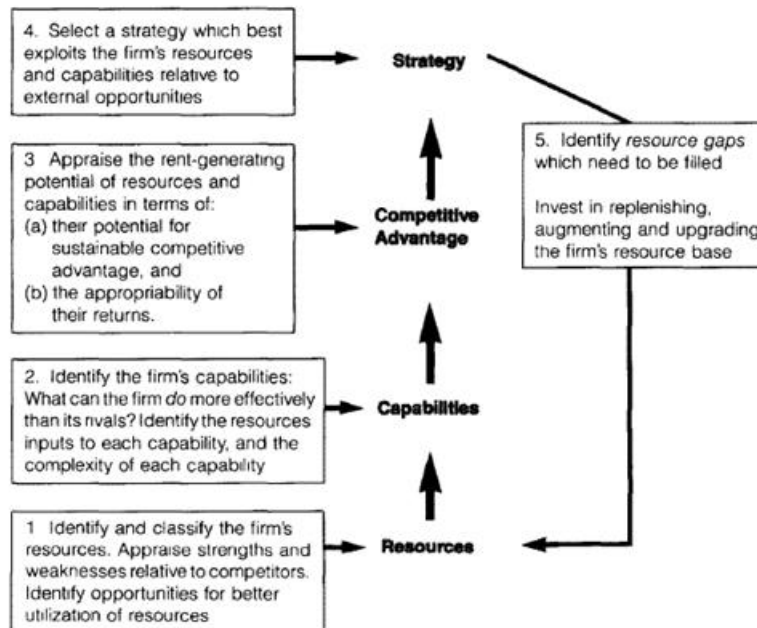 4. Select a strategy which best
exploits the firm's resources
and capabilities relative to
external opportunities
Strategy
5. Identify resource gaps
which need to be filled
Invest in replenishing,
augmenting and upgrading
the firm's resource base
3 Appraise the rent-generating
potential of resources and
capabilities in terms of:
(a) their potential for
sustainable competitive
advantage, and
(b) the appropriability of
their returns.
Competitive
Advantage
2. Identify the firm's capabilities:
What can the firm do more effectively
than its rivals? Identify the resources
inputs to each capability, and the
complexity of each capability
Capabilities
1 Identify and classify the firm's
resources. Appraise strengths and
weaknesses relative to competitors.
Identify opportunities for better
utilization of resources
Resources